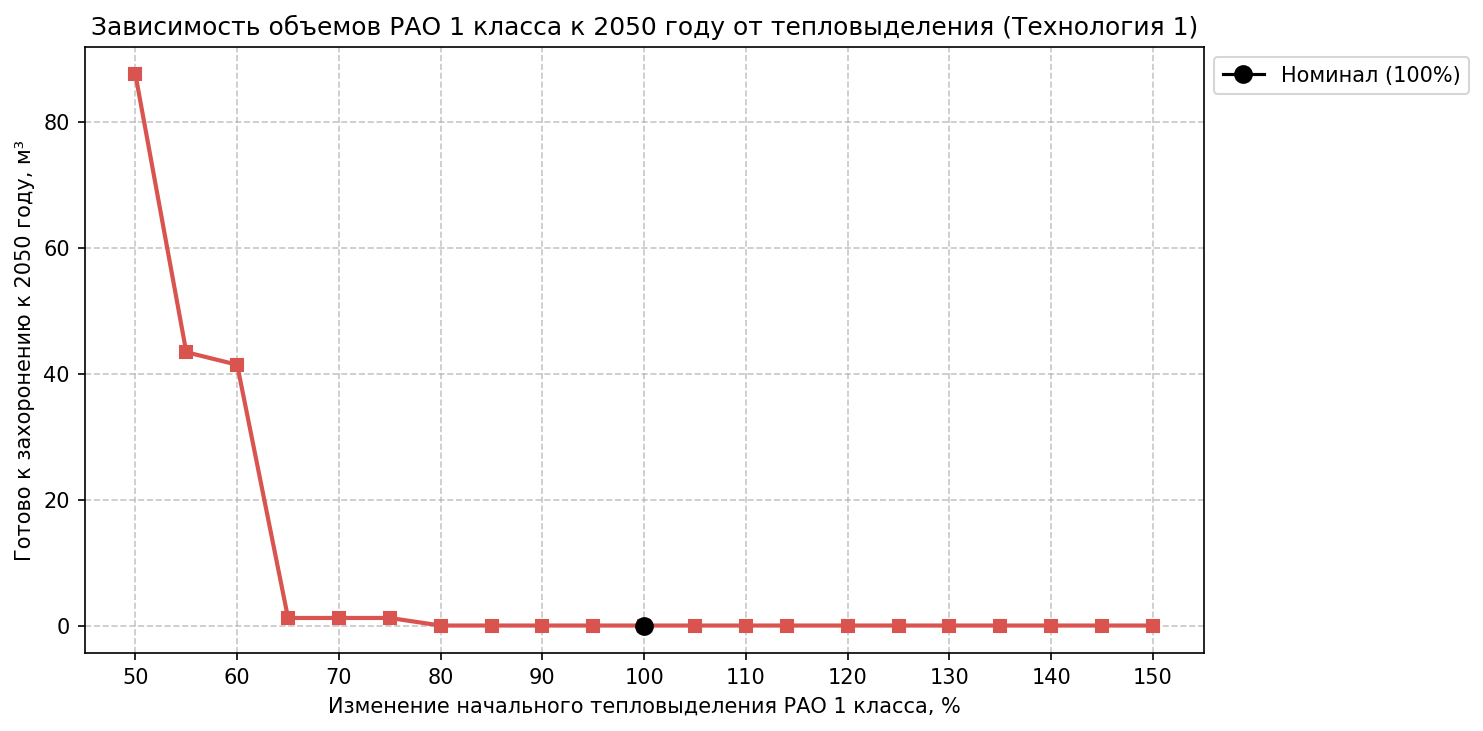 Зависимость объемов РАО 1 класса к 2050 году от тепловыделения (Технология 1)
Номинал (100%)
Готово к захоронению к 2050 году, м³
80
60
40
20
0
50 60 70 80 90 100 110 120 130 140 150
Изменение начального тепловыделения РАО 1 класса, %